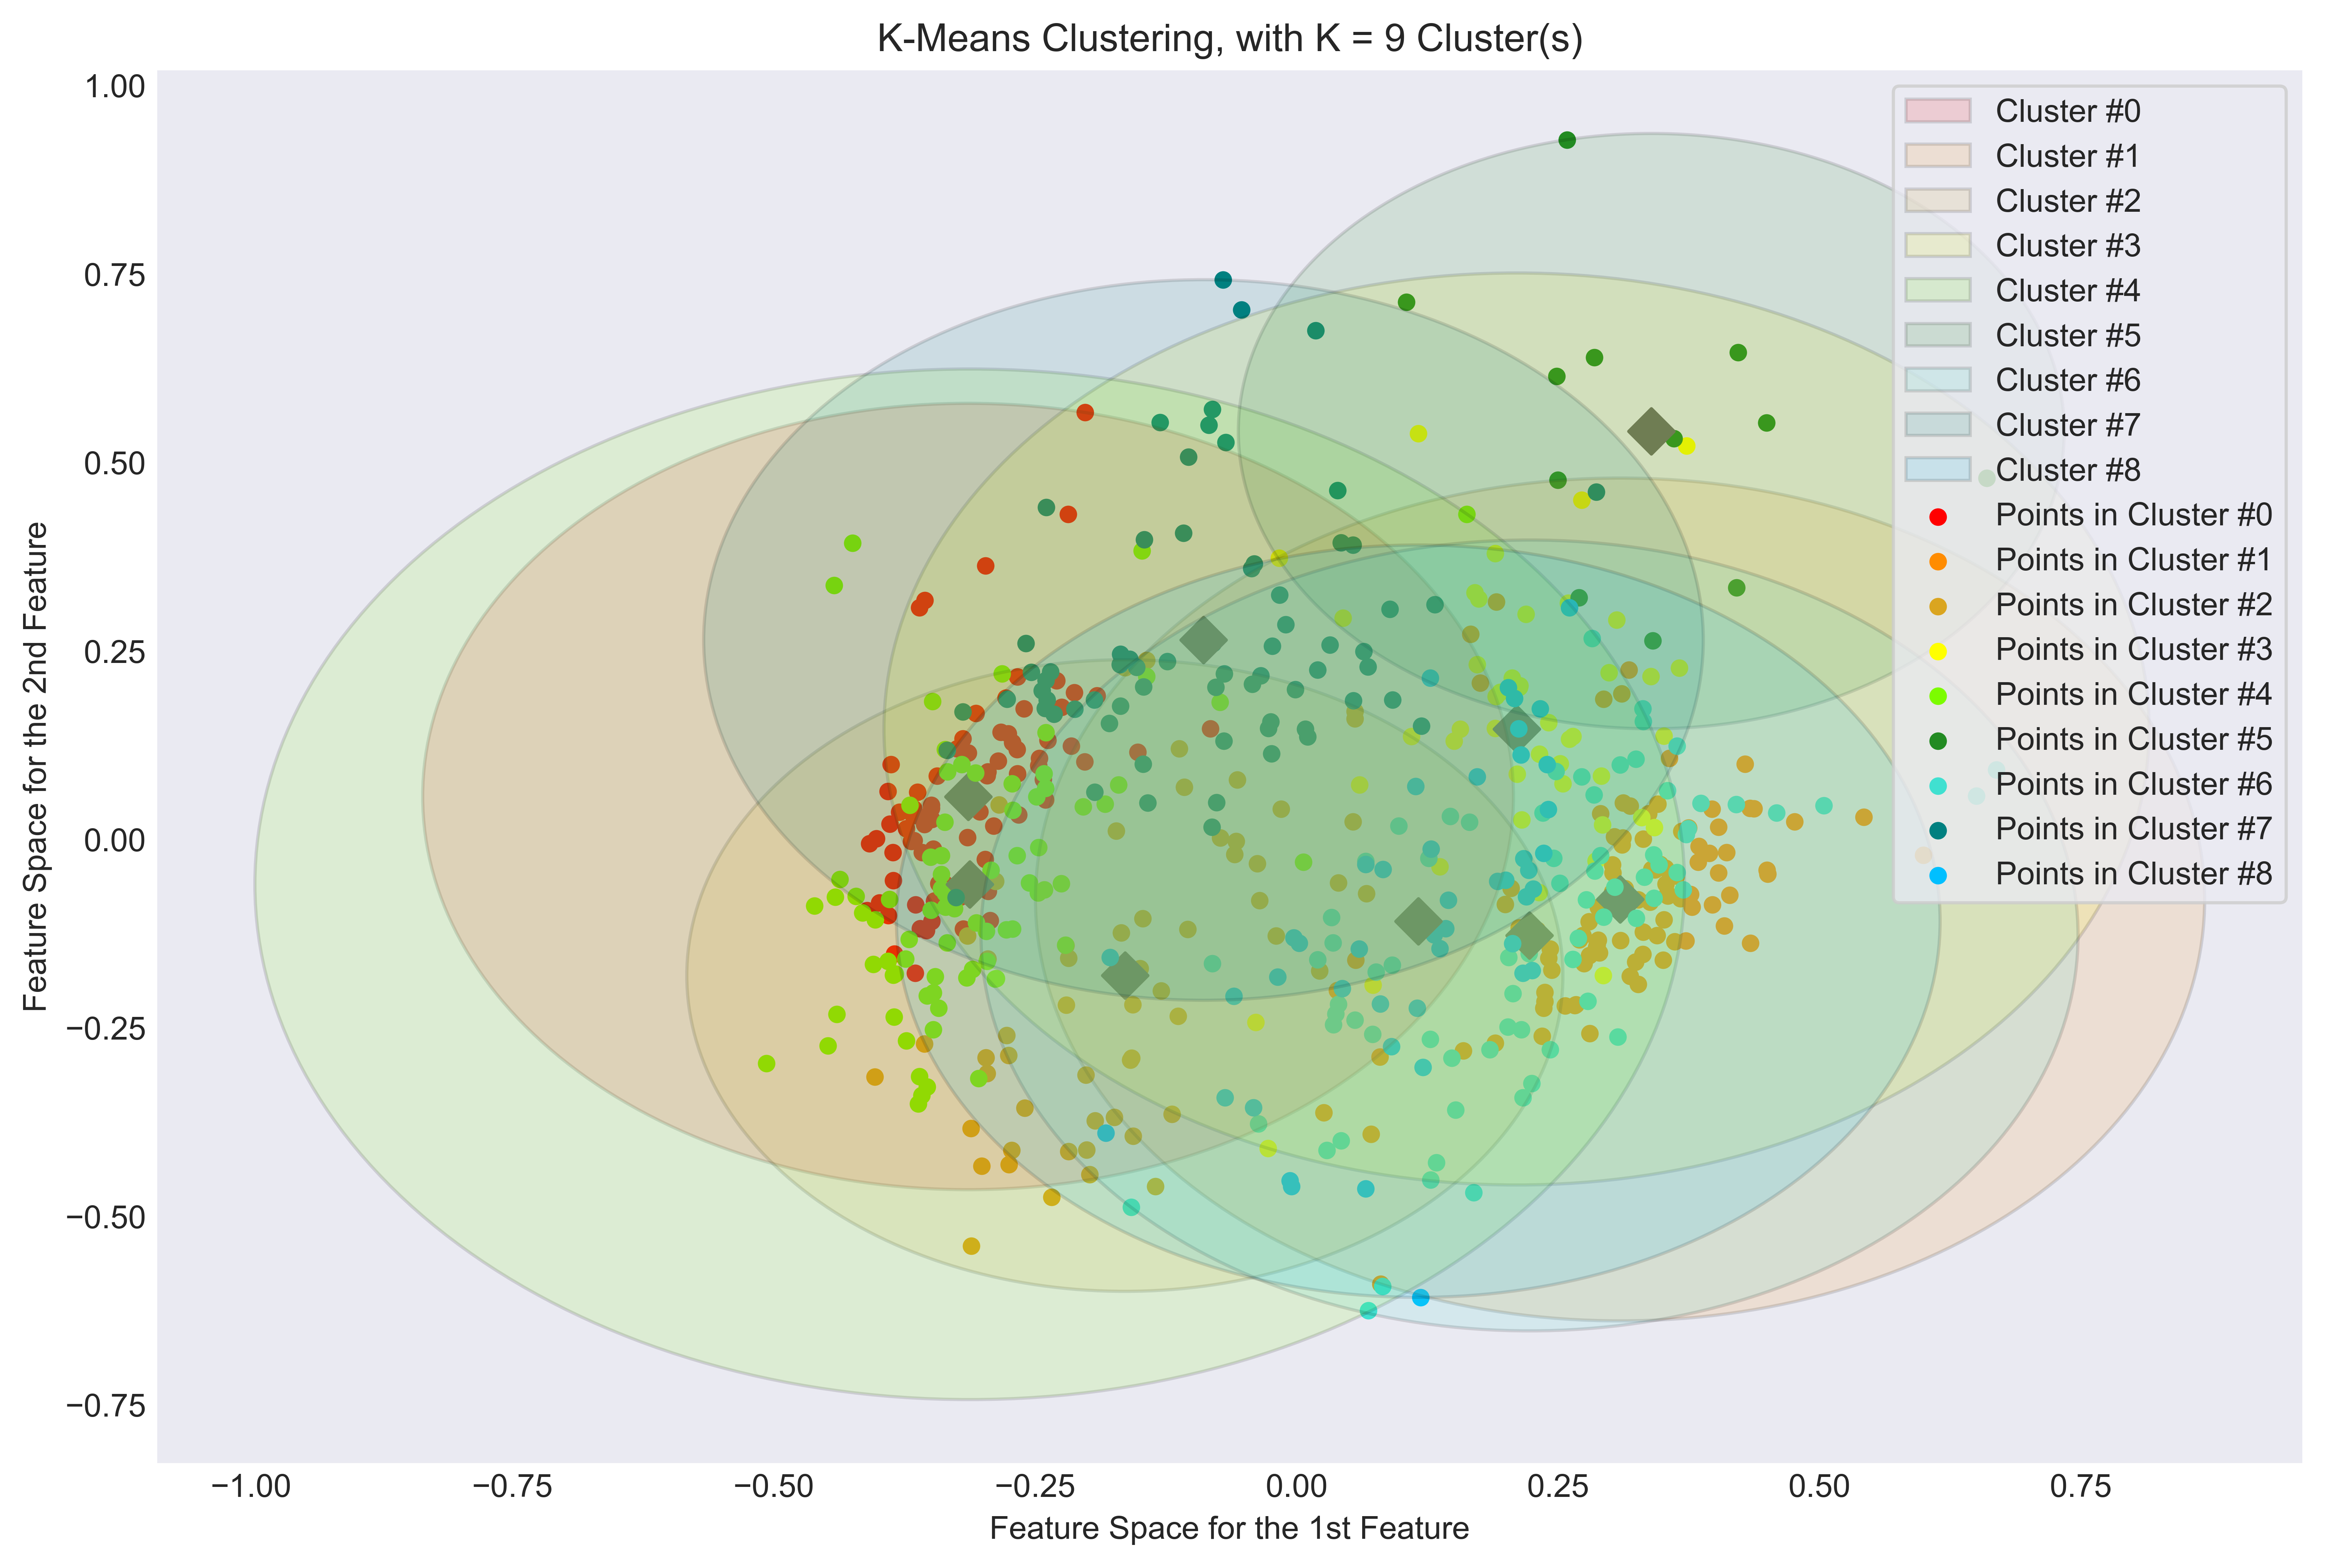 K-Means Clustering, with K = 9 Cluster(s)
1.00
0.75
0.50
0.25
0.00
−0.25
−0.50
−0.75
Feature Space for the 2nd Feature
Cluster #0
Cluster #1
Cluster #2
Cluster #3
Cluster #4
Cluster #5
Cluster #6
Cluster #7
Cluster #8
Points in Cluster #0
Points in Cluster #1
Points in Cluster #2
Points in Cluster #3
Points in Cluster #4
Points in Cluster #5
Points in Cluster #6
Points in Cluster #7
Points in Cluster #8
−1.00 −0.75 −0.50 −0.25 0.00 0.25 0.50 0.75
Feature Space for the 1st Feature